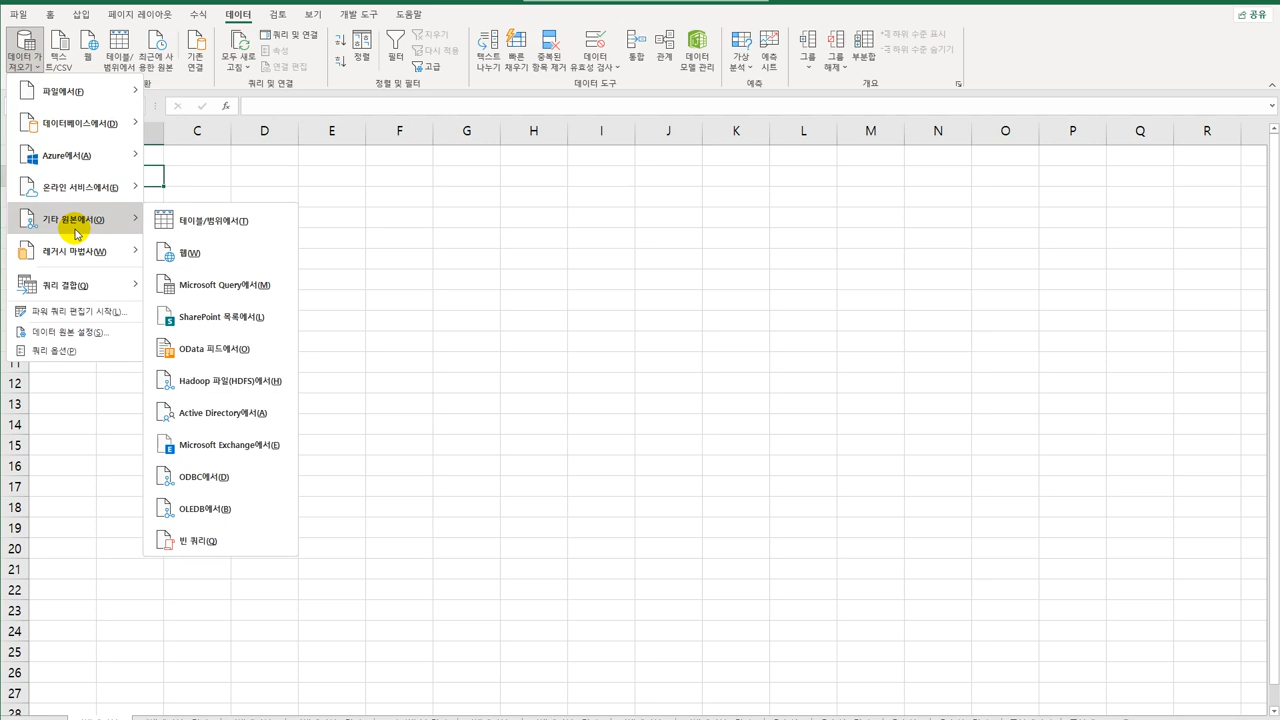 파일 홈 삽입 페이지 레이아웃 수식 데이터 검토 보기 개발 도구 도움말 공유
데이터 가져오기
텍스트/CSV
웹
테이블/범위에서
최근에 사용한 원본
기존 연결
모두 새로 고침
쿼리 및 연결
속성
연결 편집
정렬
필터
지우기
다시 적용
고급
텍스트 나누기
빠른 채우기
중복된 항목 제거
데이터 유효성 검사
통합
관계
데이터 모델 관리
가상 분석
예측 시트
그룹
그룹 해제
부분합
하위 수준 표시
하위 수준 숨기기
환 쿼리 및 연결 정렬 및 필터 데이터 도구 예측 개요
fx
C D E F G H I J K L M N O P Q R
파일에서(F)
데이터베이스에서(D)
Azure에서(A)
온라인 서비스에서(E)
기타 원본에서(O)
레거시 마법사(W)
쿼리 결합(Q)
파워 쿼리 편집기 시작(L)...
데이터 원본 설정(S)...
쿼리 옵션(P)
테이블/범위에서(T)
웹(W)
Microsoft Query에서(M)
SharePoint 목록에서(L)
OData 피드에서(O)
Hadoop 파일(HDFS)에서(H)
Active Directory에서(A)
Microsoft Exchange에서(E)
ODBC에서(D)
OLEDB에서(B)
빈 쿼리(Q)
11
12
13
14
15
16
17
18
19
20
21
22
23
24
25
26
27
28